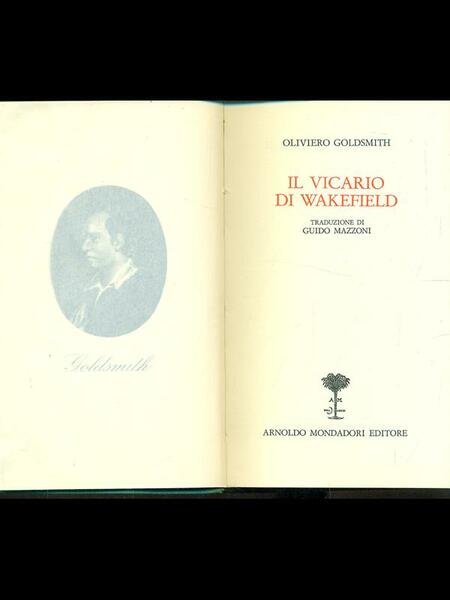 Goldsmith
OLIVIERO GOLDSMITH
IL VICARIO
DI WAKEFIELD
TRADUZIONE DI
GUIDO MAZZONI
A M
ARNOLDO MONDADORI EDITORE